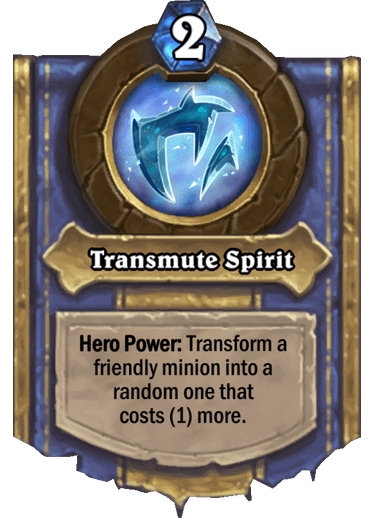 2
Transmute Spirit
Hero Power: Transform a
friendly minion into a
random one that
costs (1) more.